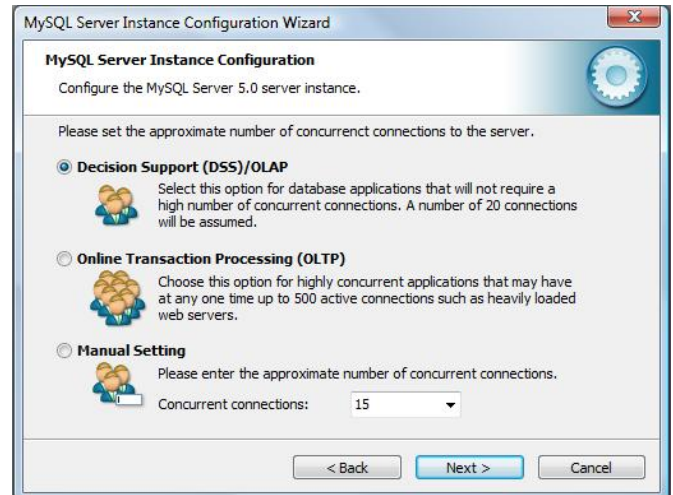 MySQL Server Instance Configuration Wizard
MySQL Server Instance Configuration
Configure the MySQL Server 5.0 server instance.
Please set the approximate number of concurrenct connections to the server.
Decision Support (DSS)/OLAP
Select this option for database applications that will not require a
high number of concurrent connections. A number of 20 connections
will be assumed.
Online Transaction Processing (OLTP)
Choose this option for highly concurrent applications that may have
at any one time up to 500 active connections such as heavily loaded
web servers.
Manual Setting
Please enter the approximate number of concurrent connections.
Concurrent connections: 15
< Back Next > Cancel